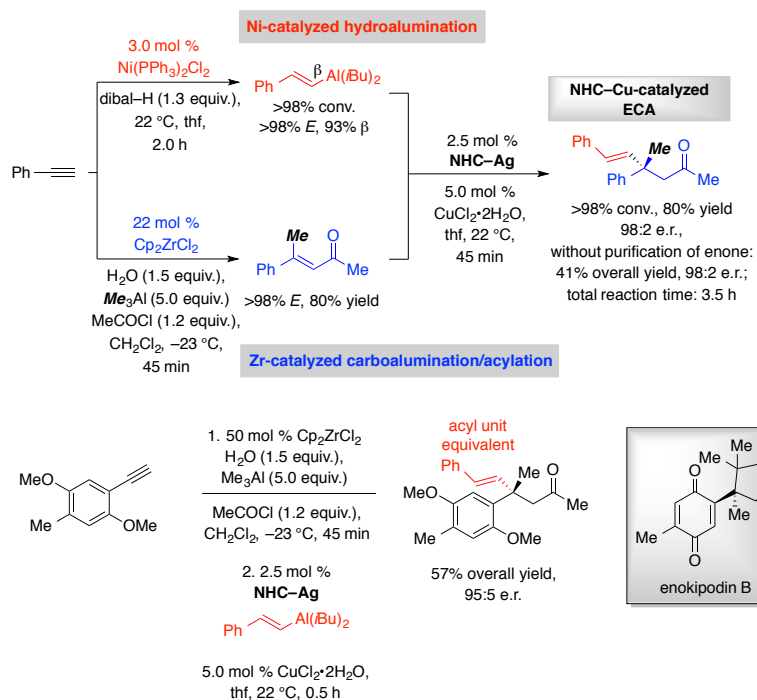 Ni-catalyzed hydroalumination
3.0 mol %
Ni(PPh3)2Cl2
dibal–H (1.3 equiv.),
22 °C, thf,
2.0 h
Ph
β
Al(iBu)2
>98% conv.
>98% E, 93% β
Ph
22 mol %
Cp2ZrCl2
H2O (1.5 equiv.),
Me3Al (5.0 equiv.)
MeCOCl (1.2 equiv.),
CH2Cl2, –23 °C,
45 min
Me
O
Ph
Me
>98% E, 80% yield
Zr-catalyzed carboalumination/acylation
2.5 mol %
NHC–Ag
5.0 mol %
CuCl2•2H2O,
thf, 22 °C,
45 min
NHC–Cu-catalyzed
ECA
Ph
Me
O
Ph
Me
>98% conv., 80% yield
98:2 e.r.,
without purification of enone:
41% overall yield, 98:2 e.r.;
total reaction time: 3.5 h
MeO
Me
OMe
1. 50 mol % Cp2ZrCl2
H2O (1.5 equiv.),
Me3Al (5.0 equiv.)
MeCOCl (1.2 equiv.),
CH2Cl2, –23 °C, 45 min
2. 2.5 mol %
NHC–Ag
Ph
Al(iBu)2
5.0 mol % CuCl2•2H2O,
thf, 22 °C, 0.5 h
acyl unit
equivalent
Ph
Me
O
MeO
Me
Me
OMe
57% overall yield,
95:5 e.r.
Me
Me
O
Me
Me
O
enokipodin B